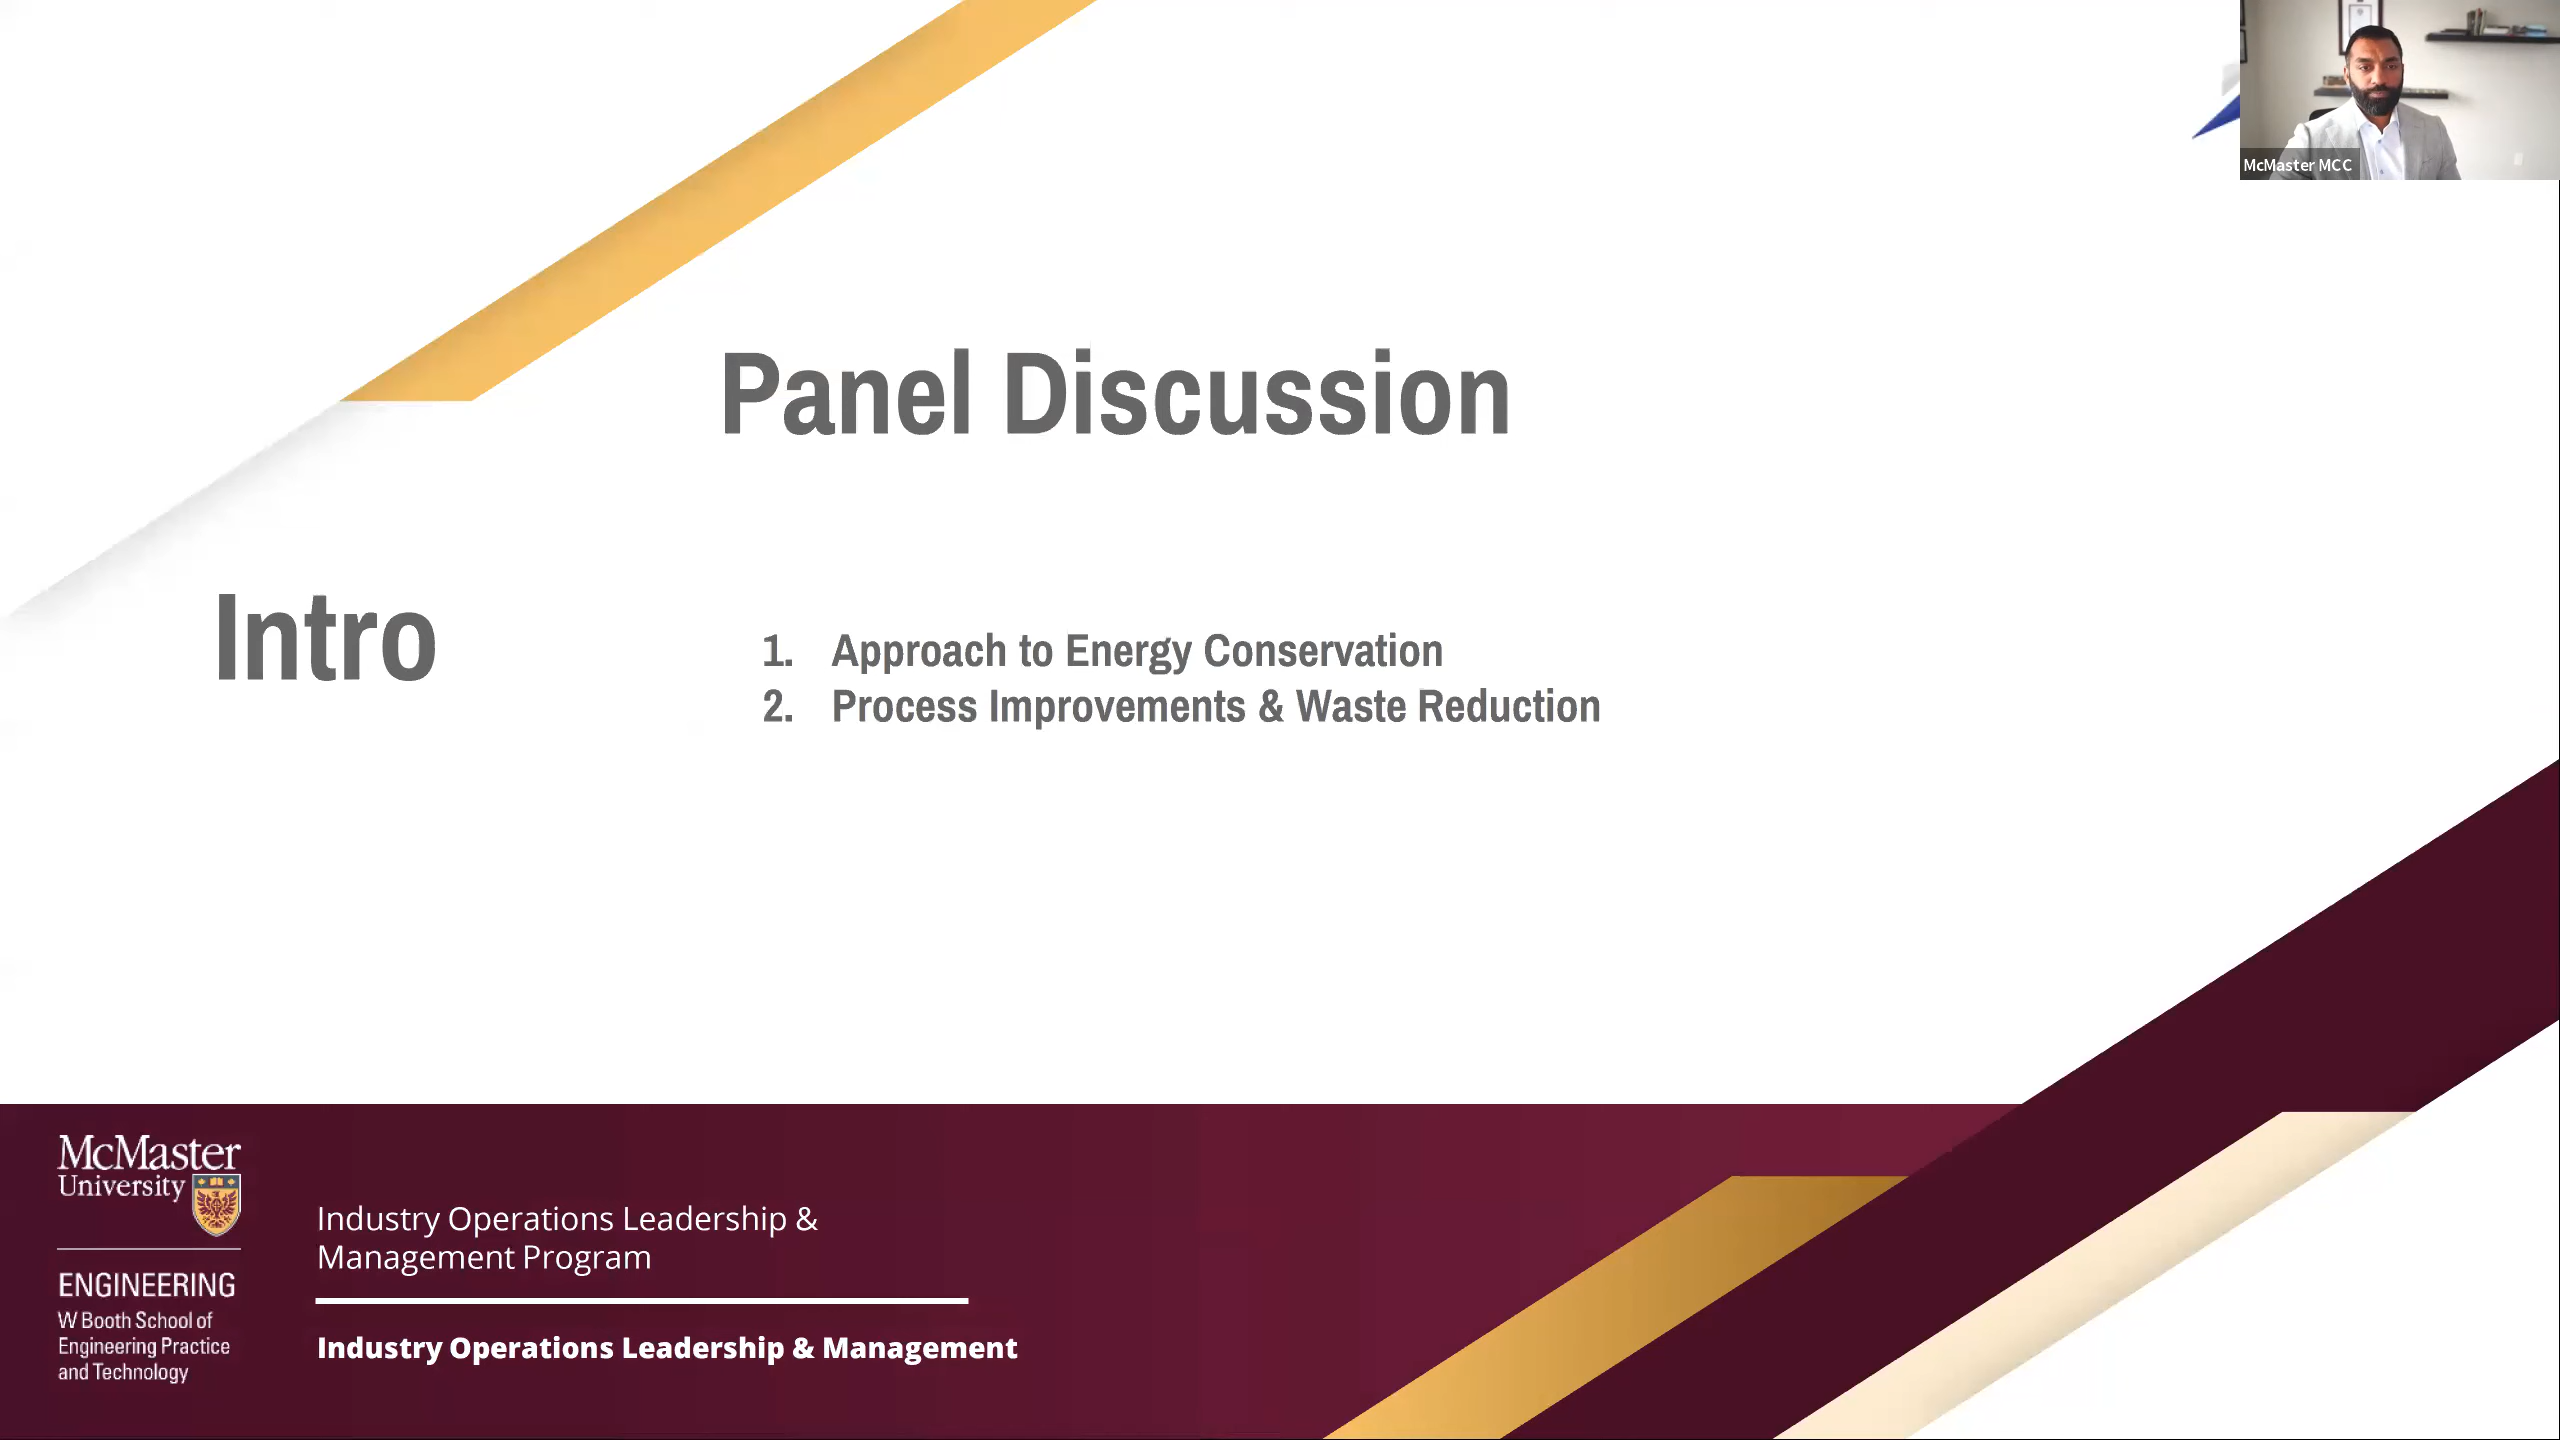 McMaster MCC
Panel Discussion
Intro
1. Approach to Energy Conservation
2. Process Improvements & Waste Reduction
McMaster
University
ENGINEERING
W Booth School of
Engineering Practice
and Technology
Industry Operations Leadership &
Management Program
Industry Operations Leadership & Management